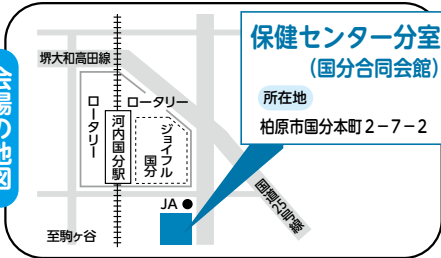 会場の地図
保健センター分室
(国分合同会館)
所在地
柏原市国分本町2-7-2
堺大和高田線
ロータリー
ロータリー
河内国分駅
ジョイフル
国分
国道25号線
JA
至駒ヶ谷